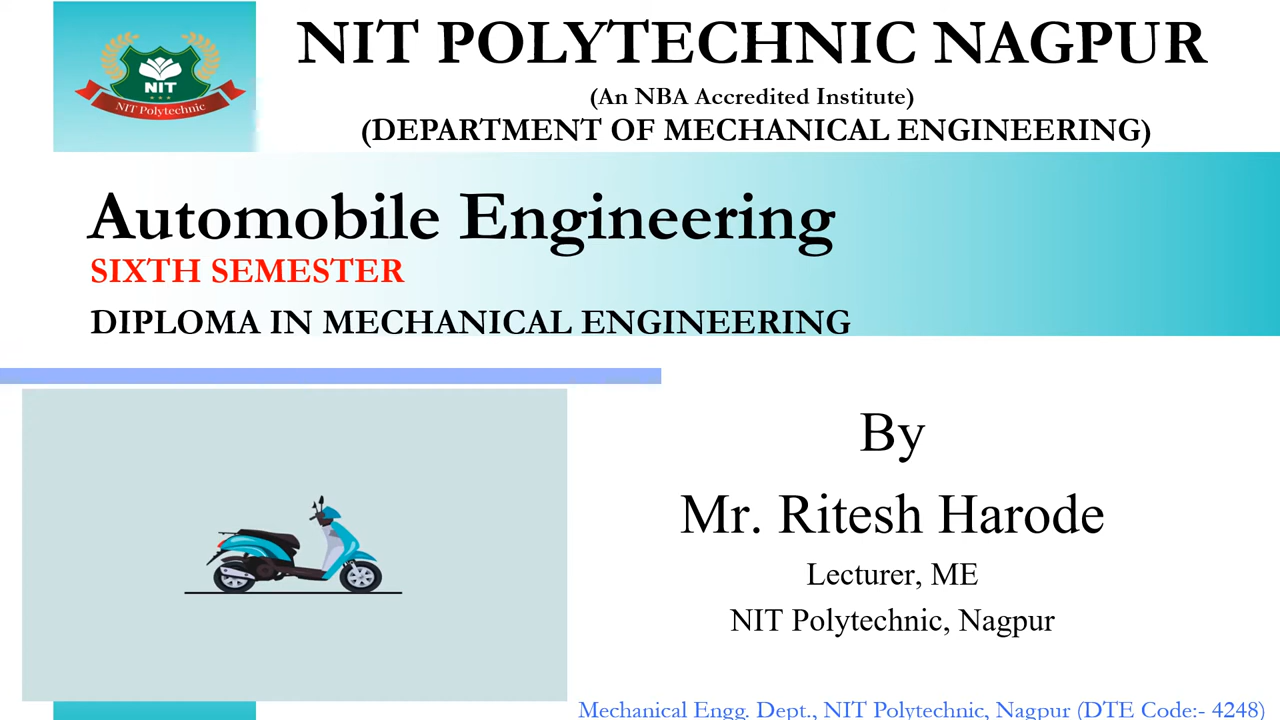 NIT
NIT Polytechnic
NIT POLYTECHNIC NAGPUR
(An NBA Accredited Institute)
(DEPARTMENT OF MECHANICAL ENGINEERING)
Automobile Engineering
SIXTH SEMESTER
DIPLOMA IN MECHANICAL ENGINEERING
By
Mr. Ritesh Harode
Lecturer, ME
NIT Polytechnic, Nagpur
Mechanical Engg. Dept., NIT Polytechnic, Nagpur (DTE Code:- 4248)